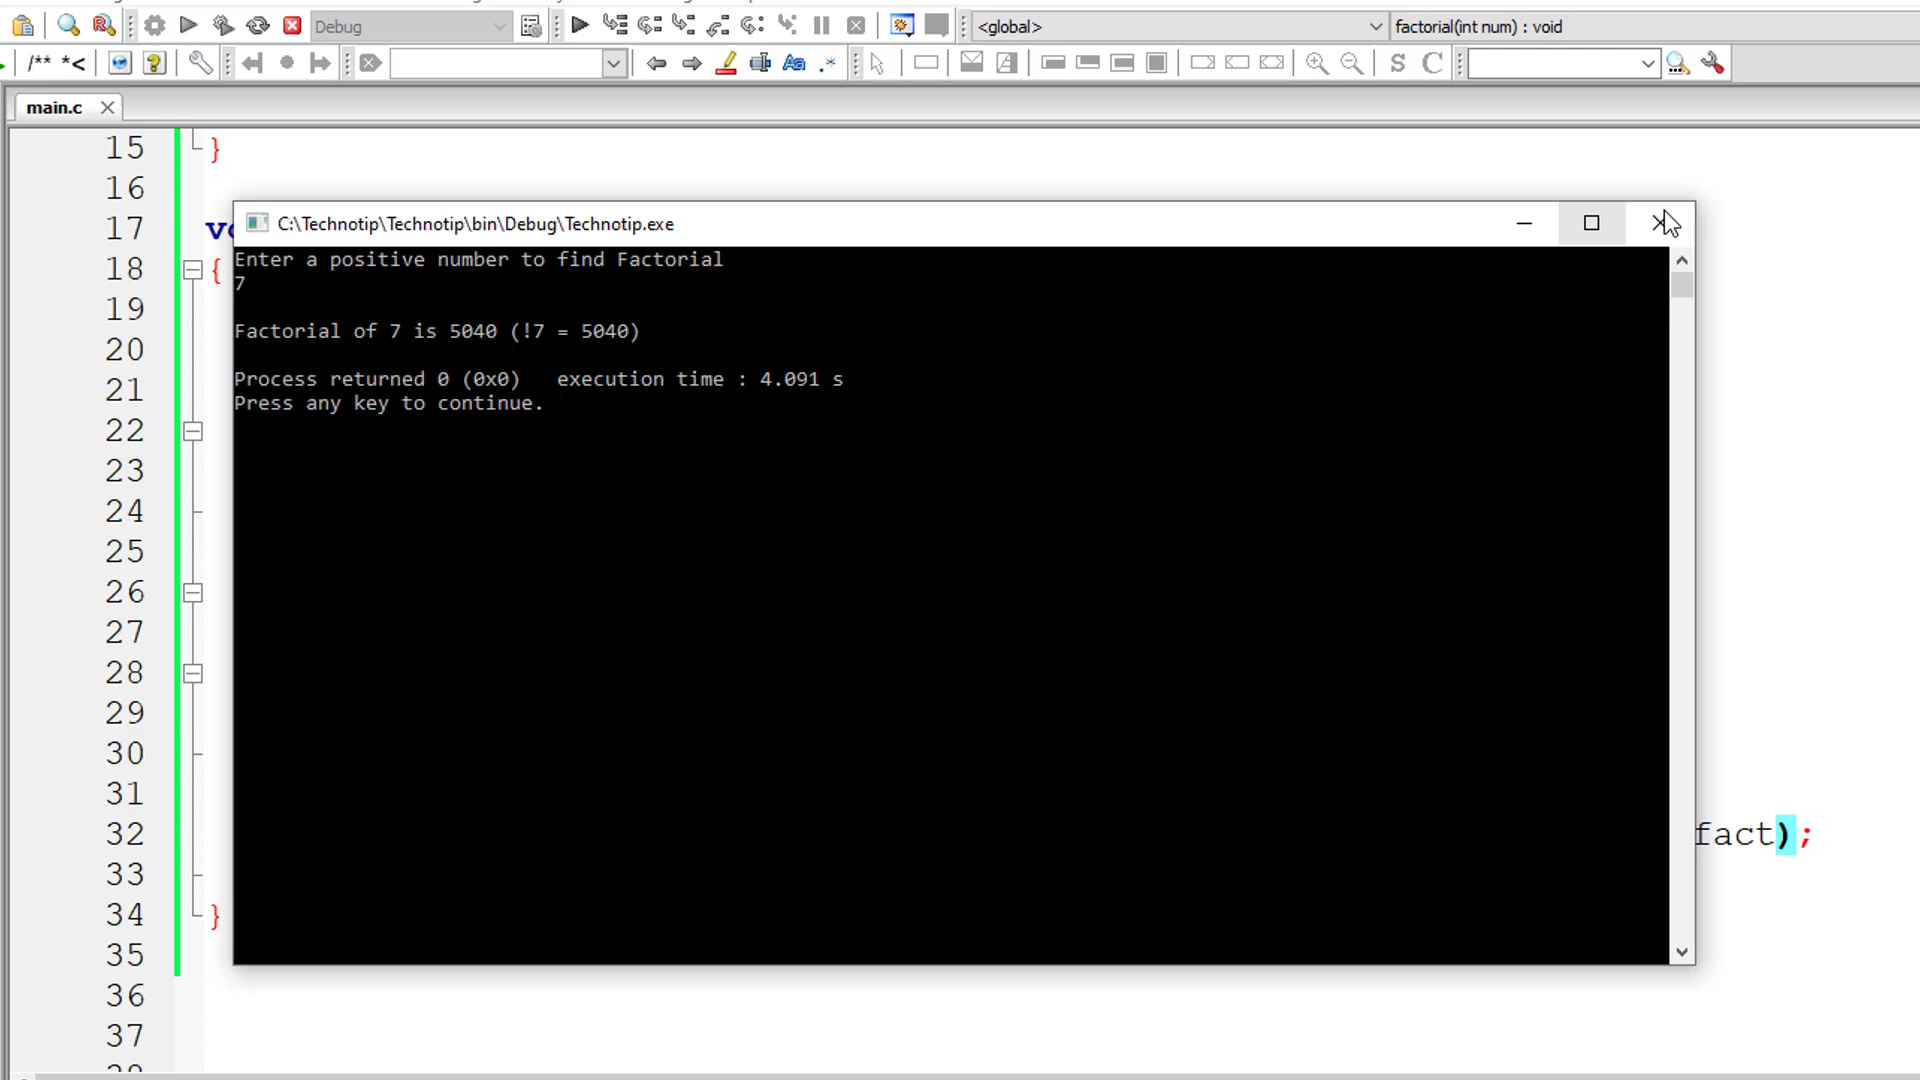 Debug
<global>
factorial(int num) : void
/** *<
Aa
.*
S
C
main.c
15 }
16
C:\Technotip\Technotip\bin\Debug\Technotip.exe
17
18 {
Enter a positive number to find Factorial
7
19
Factorial of 7 is 5040 (!7 = 5040)
20
Process returned 0 (0x0)   execution time : 4.091 s
21
Press any key to continue.
22
23
24
25
26
27
28
29
30
31
32 fact);
33
34 }
35
36
37